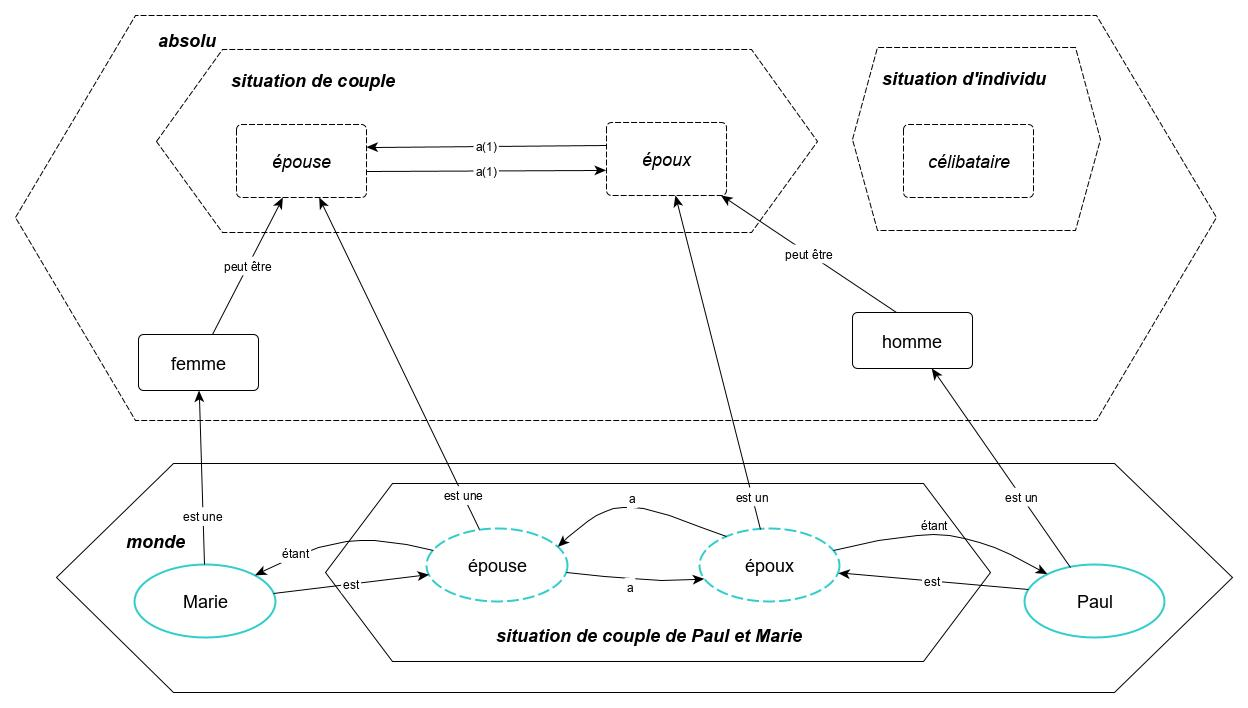 absolu
situation de couple
situation d'individu
épouse
a(1)
a(1)
époux
célibataire
peut être
peut être
femme
homme
monde
est une
est une
est un
est un
a
étant
étant
Marie
est
épouse
a
époux
est
Paul
situation de couple de Paul et Marie